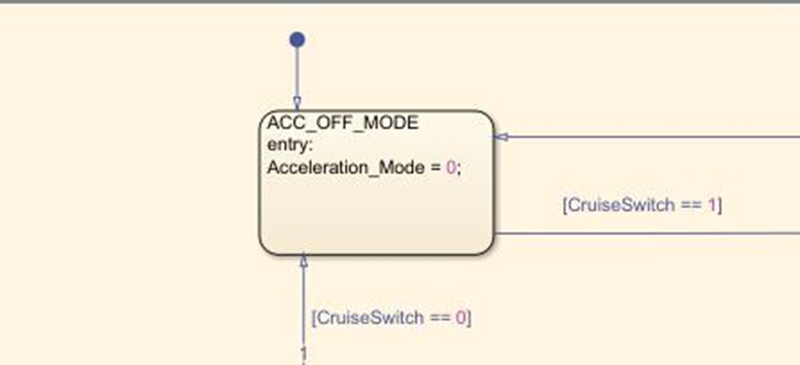 ACC_OFF_MODE
entry:
Acceleration_Mode = 0;
[CruiseSwitch == 1]
[CruiseSwitch == 0]
1